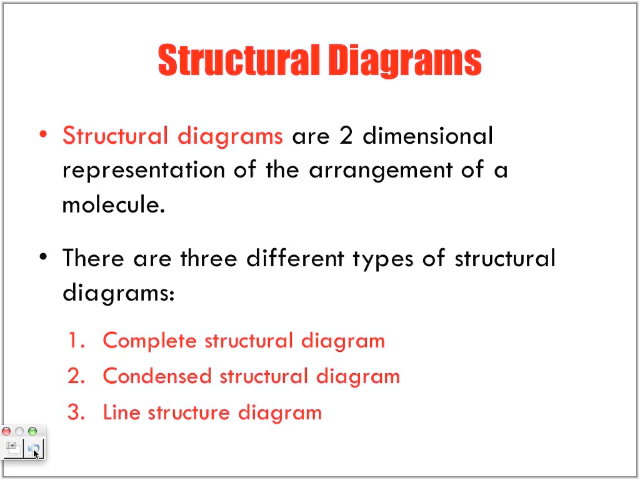 Structural Diagrams
• Structural diagrams are 2 dimensional
representation of the arrangement of a
molecule.
• There are three different types of structural
diagrams:
1. Complete structural diagram
2. Condensed structural diagram
3. Line structure diagram